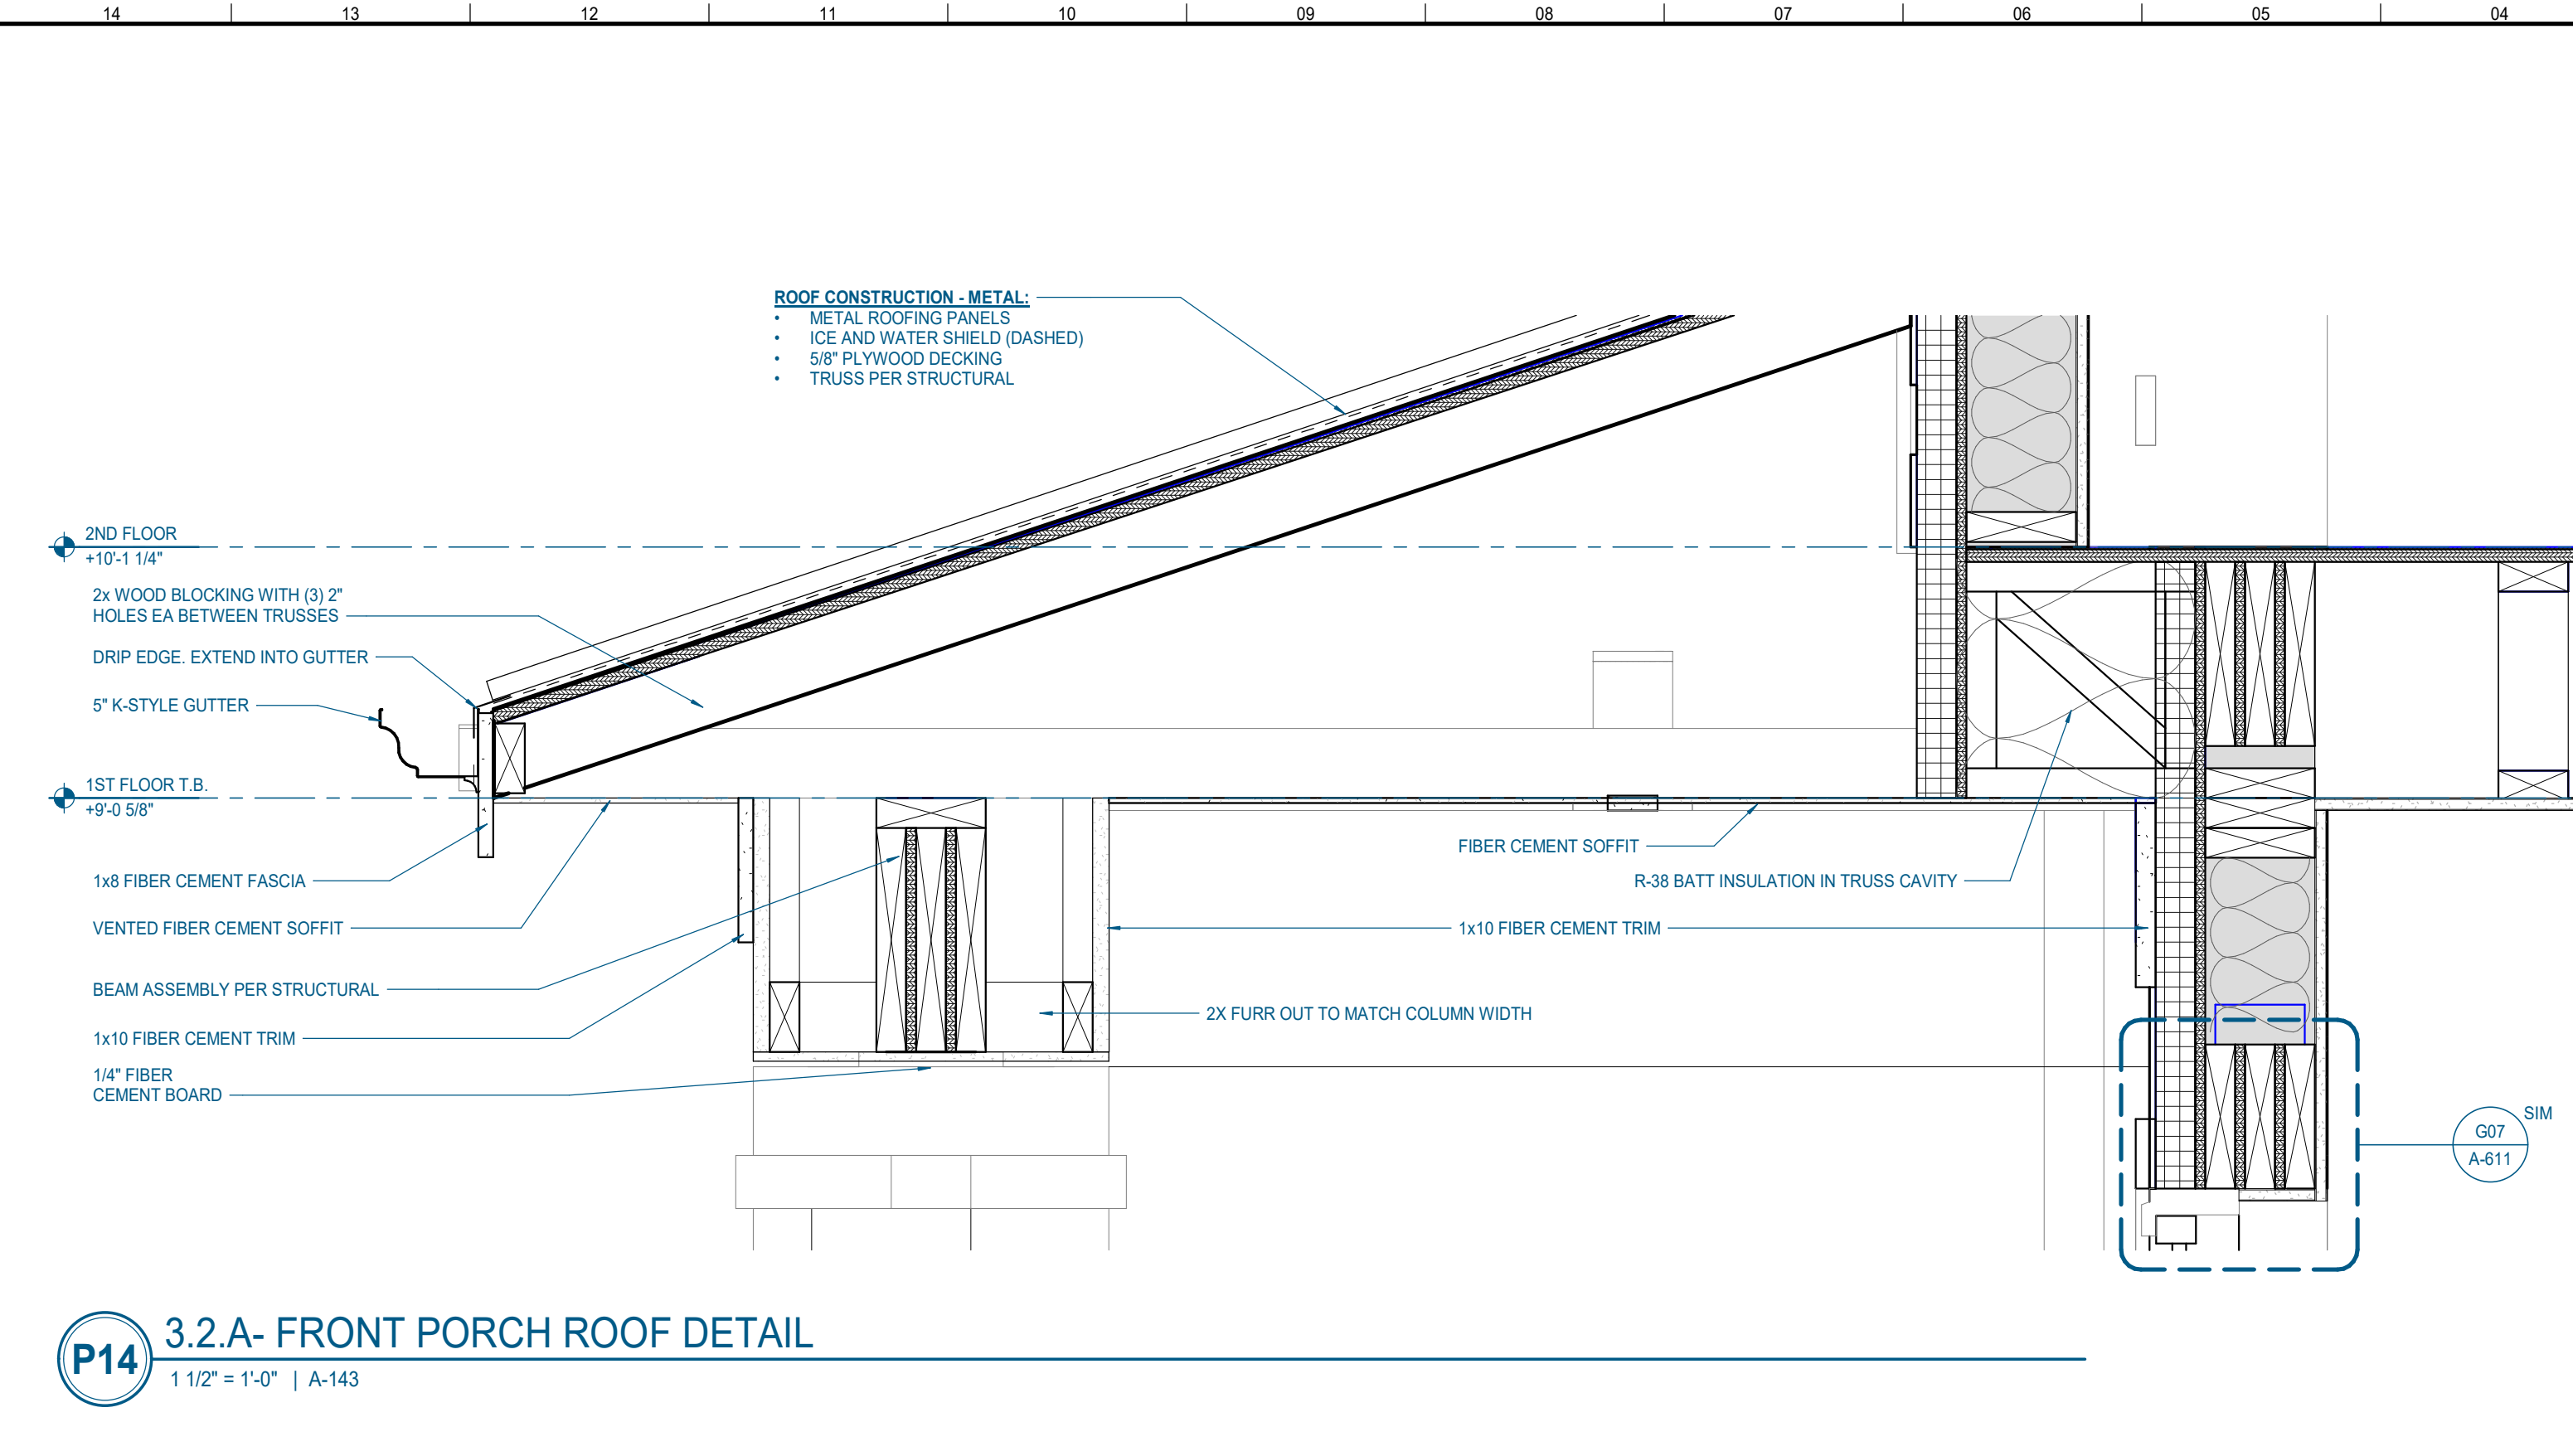 14 13 12 11 10 09 08 07 06 05 04
ROOF CONSTRUCTION - METAL:
• METAL ROOFING PANELS
• ICE AND WATER SHIELD (DASHED)
• 5/8" PLYWOOD DECKING
• TRUSS PER STRUCTURAL
2ND FLOOR
+10'-1 1/4"
2x WOOD BLOCKING WITH (3) 2"
HOLES EA BETWEEN TRUSSES
DRIP EDGE. EXTEND INTO GUTTER
5" K-STYLE GUTTER
1ST FLOOR T.B.
+9'-0 5/8"
1x8 FIBER CEMENT FASCIA
VENTED FIBER CEMENT SOFFIT
BEAM ASSEMBLY PER STRUCTURAL
1x10 FIBER CEMENT TRIM
1/4" FIBER
CEMENT BOARD
FIBER CEMENT SOFFIT
R-38 BATT INSULATION IN TRUSS CAVITY
1x10 FIBER CEMENT TRIM
2X FURR OUT TO MATCH COLUMN WIDTH
SIM
G07
A-611
P14
3.2.A- FRONT PORCH ROOF DETAIL
1 1/2" = 1'-0" | A-143